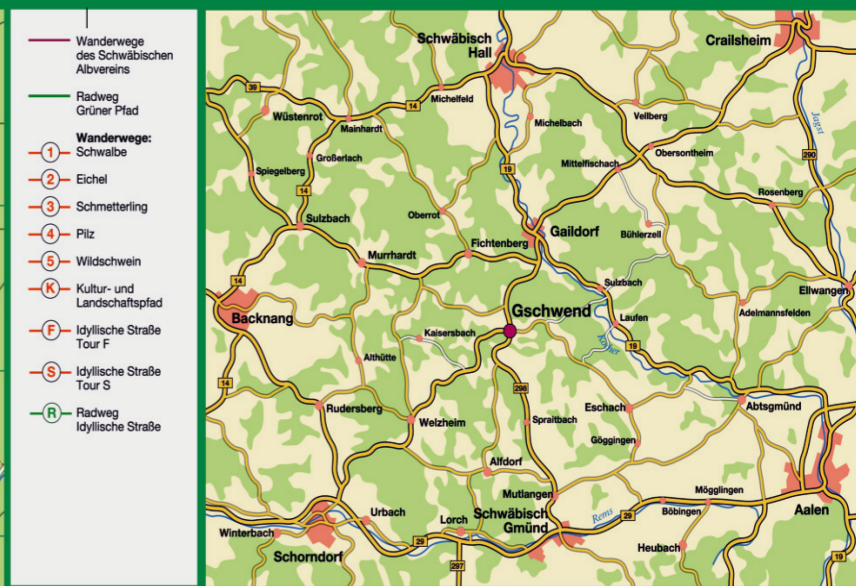 Wanderwege
des Schwäbischen
Albvereins
Radweg
Grüner Pfad
Wanderwege:
1 Schwalbe
2 Eichel
3 Schmetterling
4 Pilz
5 Wildschwein
K Kultur- und
Landschaftspfad
F Idyllische Straße
Tour F
S Idyllische Straße
Tour S
R Radweg
Idyllische Straße
Schwäbisch
Hall
Crailsheim
39
Michelfeld
14
Wüstenrot
Mainhardt
Michelbach
Vellberg
Jagst
Großerlach
Obersontheim
290
Spiegelberg
Mittelfischach
19
14
Rosenberg
Oberrot
Sulzbach
Gaildorf
Bühlerzell
Murrhardt
Fichtenberg
14
Sulzbach
Ellwangen
Gschwend
Adelmannsfelden
Backnang
Laufen
Kaisersbach
Kocher
19
Althütte
14
298
Rudersberg
Eschach
Abtsgmünd
Welzheim
Spraitbach
Göggingen
Alfdorf
Mutlangen
Mögglingen
Schwäbisch
Gmünd
Rems
29
Böbingen
Aalen
Urbach
Lorch
Winterbach
29
Heubach
Schorndorf
297
19